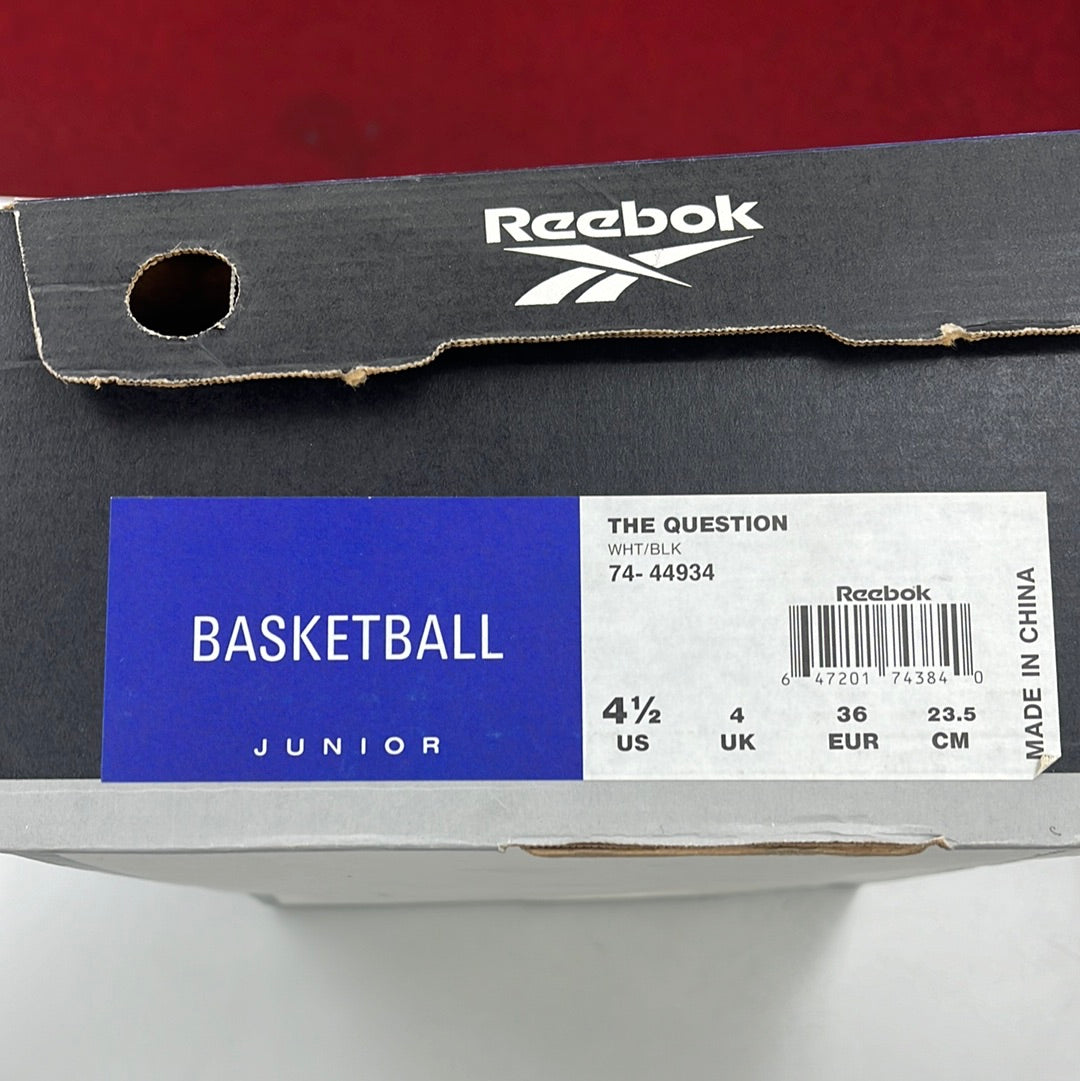 Reebok
BASKETBALL
JUNIOR
THE QUESTION
WHT/BLK
74- 44934
Reebok
6 47201 74384 0
4½ 4 36 23.5
US UK EUR CM
MADE IN CHINA